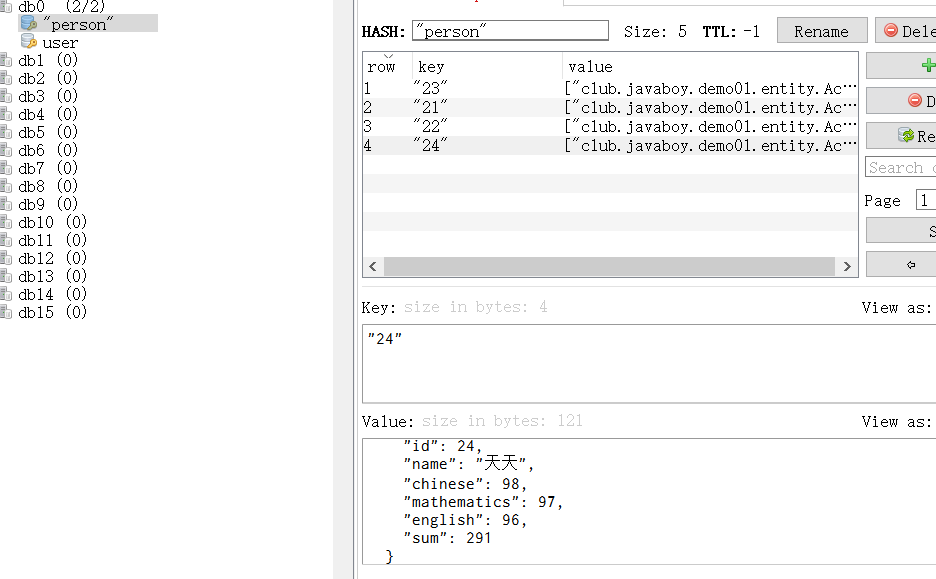 db0 (2/2)
"person"
user
db1 (0)
db2 (0)
db3 (0)
db4 (0)
db5 (0)
db6 (0)
db7 (0)
db8 (0)
db9 (0)
db10 (0)
db11 (0)
db12 (0)
db13 (0)
db14 (0)
db15 (0)
HASH: "person" Size: 5 TTL: -1 Rename Dele
row key value
1 "23" ["club.javaboy.demo01.entity.Ac…
2 "21" ["club.javaboy.demo01.entity.Ac…
3 "22" ["club.javaboy.demo01.entity.Ac…
4 "24" ["club.javaboy.demo01.entity.Ac…
D
Re
Search
Page 1
S
Key: size in bytes: 4 View as:
"24"
Value: size in bytes: 121 View as:
"id": 24,
"name": "天天",
"chinese": 98,
"mathematics": 97,
"english": 96,
"sum": 291
}